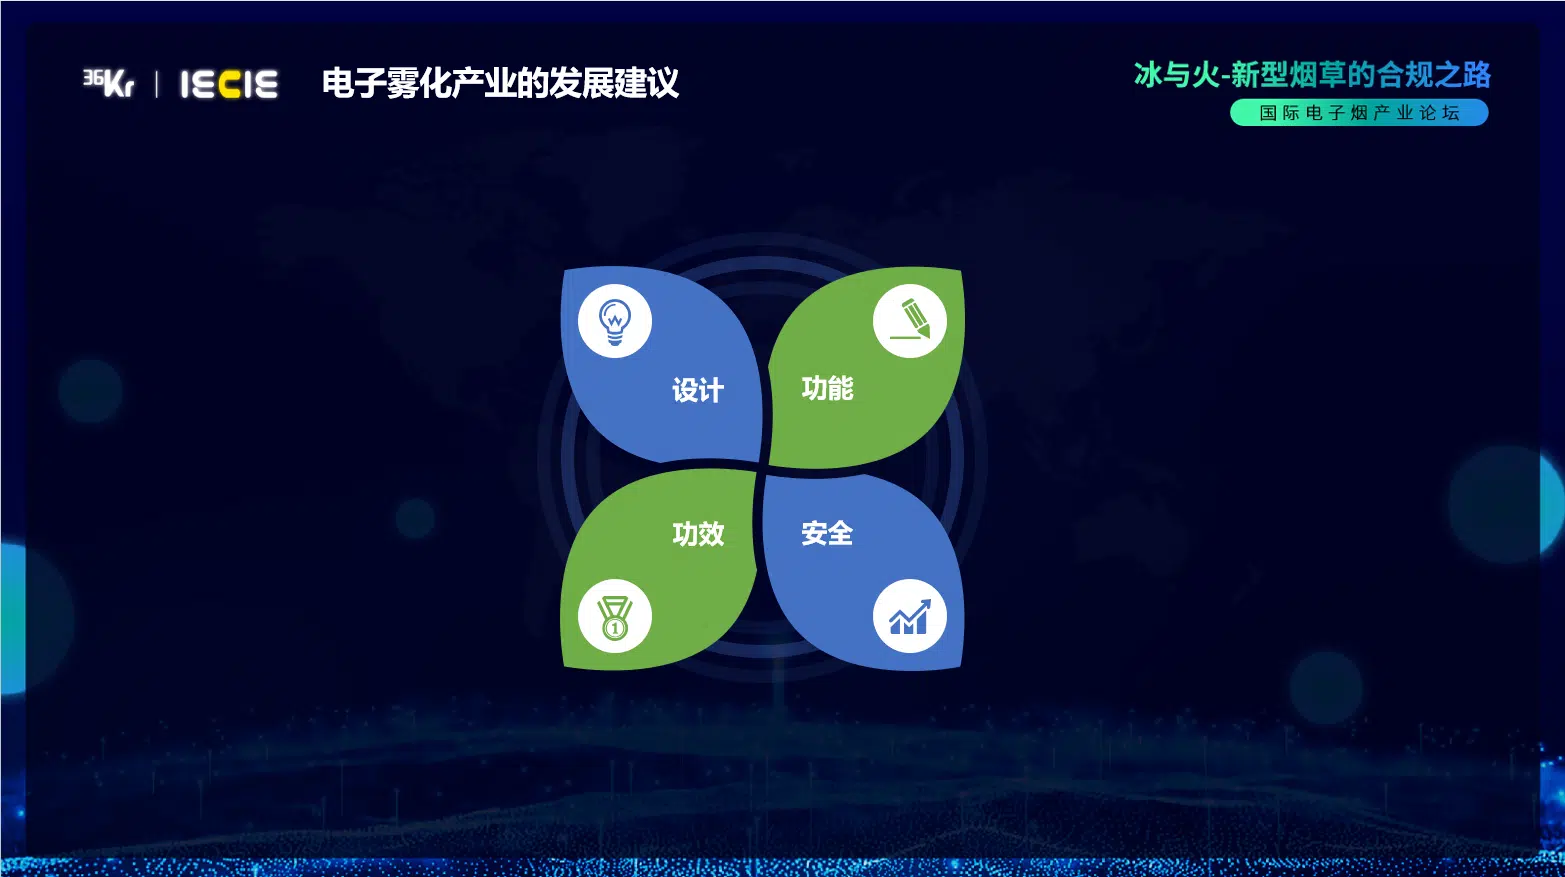 36Kr | IECIE
电子雾化产业的发展建议
冰与火-新型烟草的合规之路
国际电子烟产业论坛
设计
功能
功效
安全
1